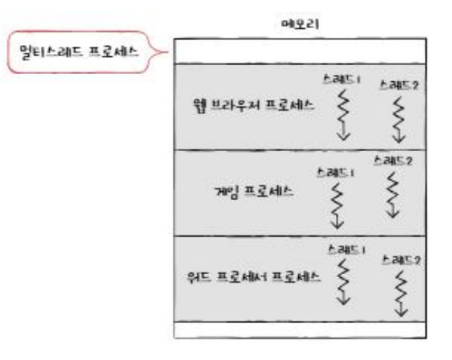 메모리
멀티스레드 프로세스
웹 브라우저 프로세스
스레드1
스레드2
게임 프로세스
스레드1
스레드2
워드 프로세서 프로세스
스레드1
스레드2